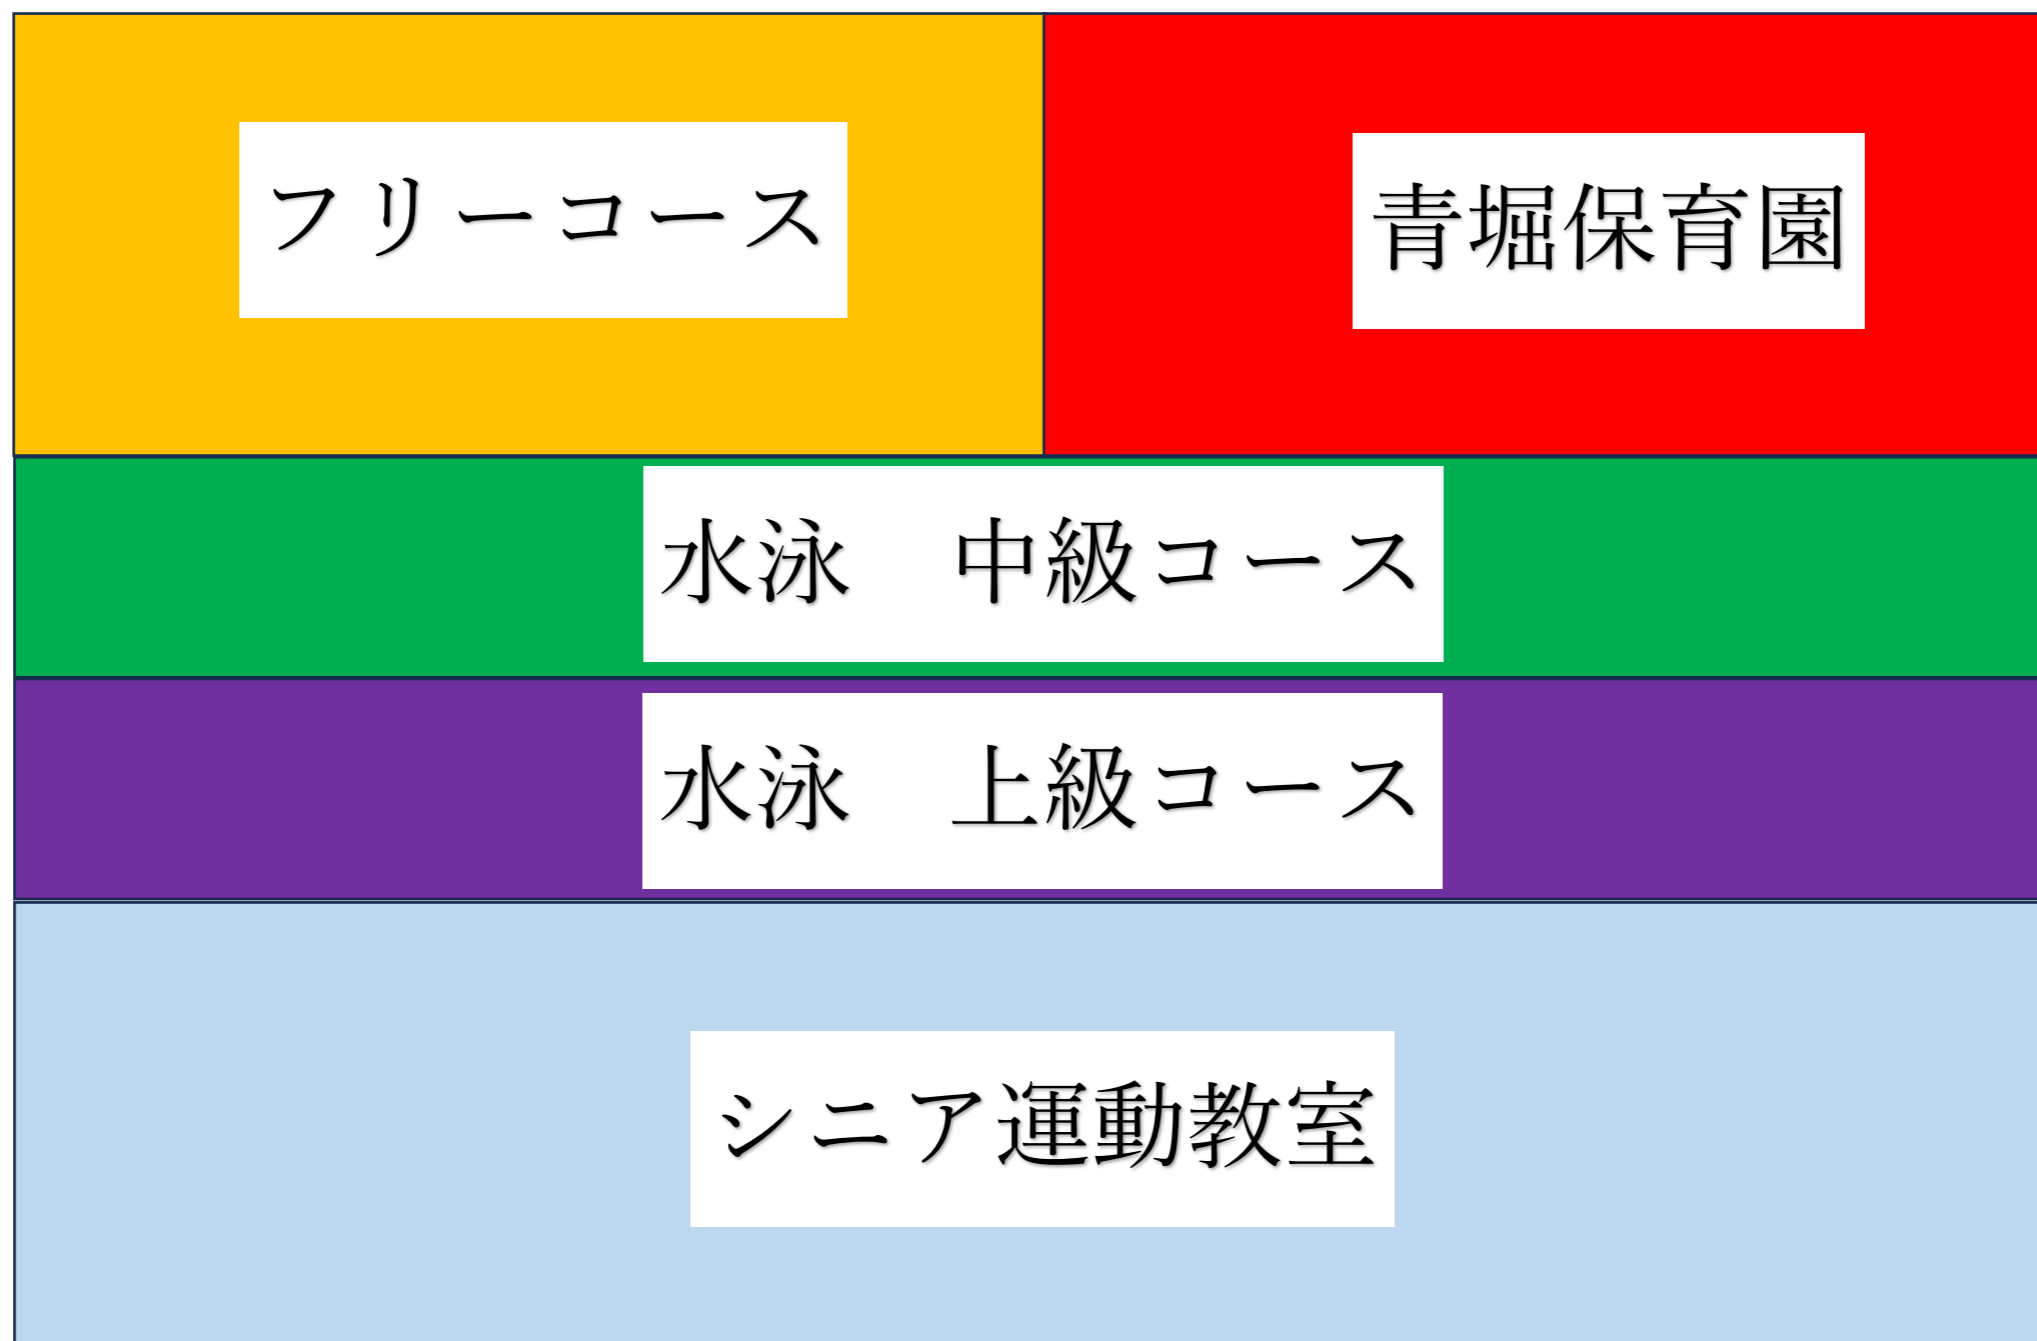 フリーコース
青堀保育園
水泳　中級コース
水泳　上級コース
シニア運動教室